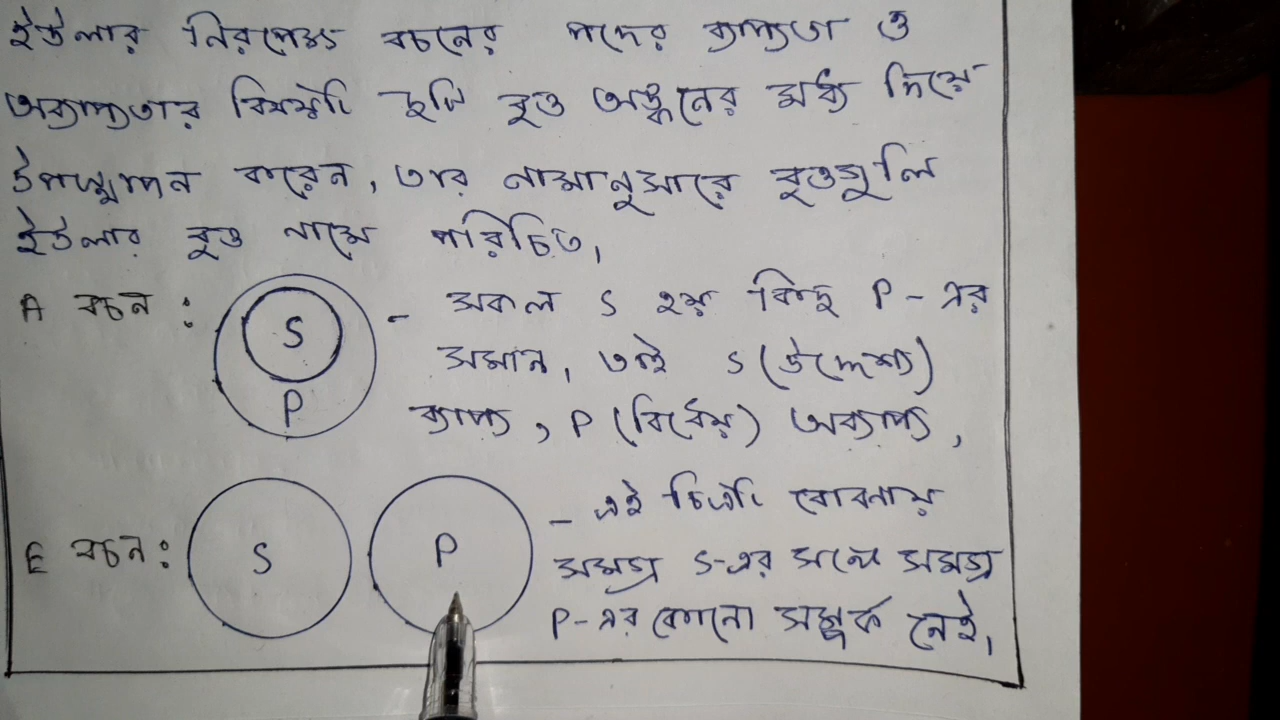 ইউলার নিরপেক্ষ বচনের পদের ব্যাপ্যতা ও
অব্যাপ্যতার বিষয়টি দুটি বৃত্ত অঙ্কনের মধ্য দিয়ে
উপস্থাপন করেন, তার নামানুসারে বৃত্তগুলি
ইউলার বৃত্ত নামে পরিচিত,
A বচন : S P - সকল S হয় কিছু P-এর
সমান, তাই S (উদ্দেশ্য)
ব্যাপ্য, P (বিধেয়) অব্যাপ্য,
E বচন : S P - এই চিত্রটি বোঝায়
সমগ্র S-এর সঙ্গে সমগ্র
P-এর কোনো সম্পর্ক নেই,